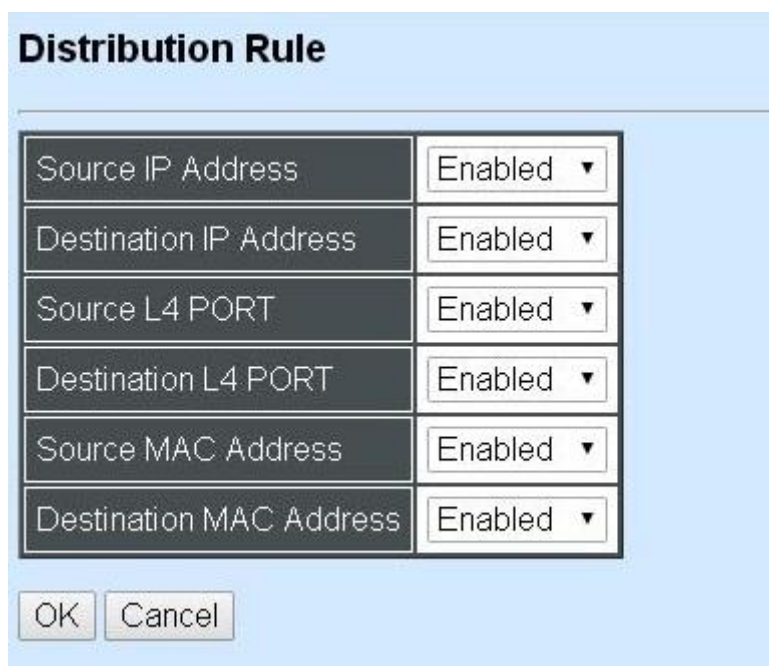 Distribution Rule
Source IP Address Enabled
Destination IP Address Enabled
Source L4 PORT Enabled
Destination L4 PORT Enabled
Source MAC Address Enabled
Destination MAC Address Enabled
OK Cancel